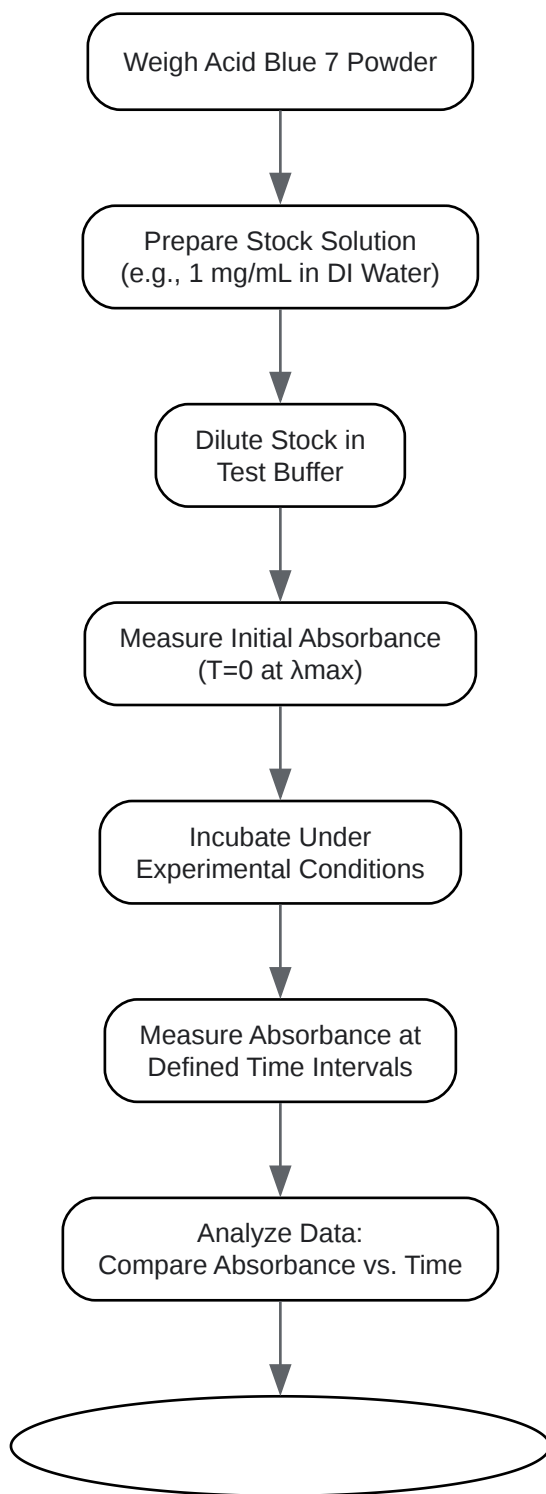 Weigh Acid Blue 7 Powder
Prepare Stock Solution
(e.g., 1 mg/mL in DI Water)
Dilute Stock in
Test Buffer
Measure Initial Absorbance
(T=0 at λmax)
Incubate Under
Experimental Conditions
Measure Absorbance at
Defined Time Intervals
Analyze Data:
Compare Absorbance vs. Time